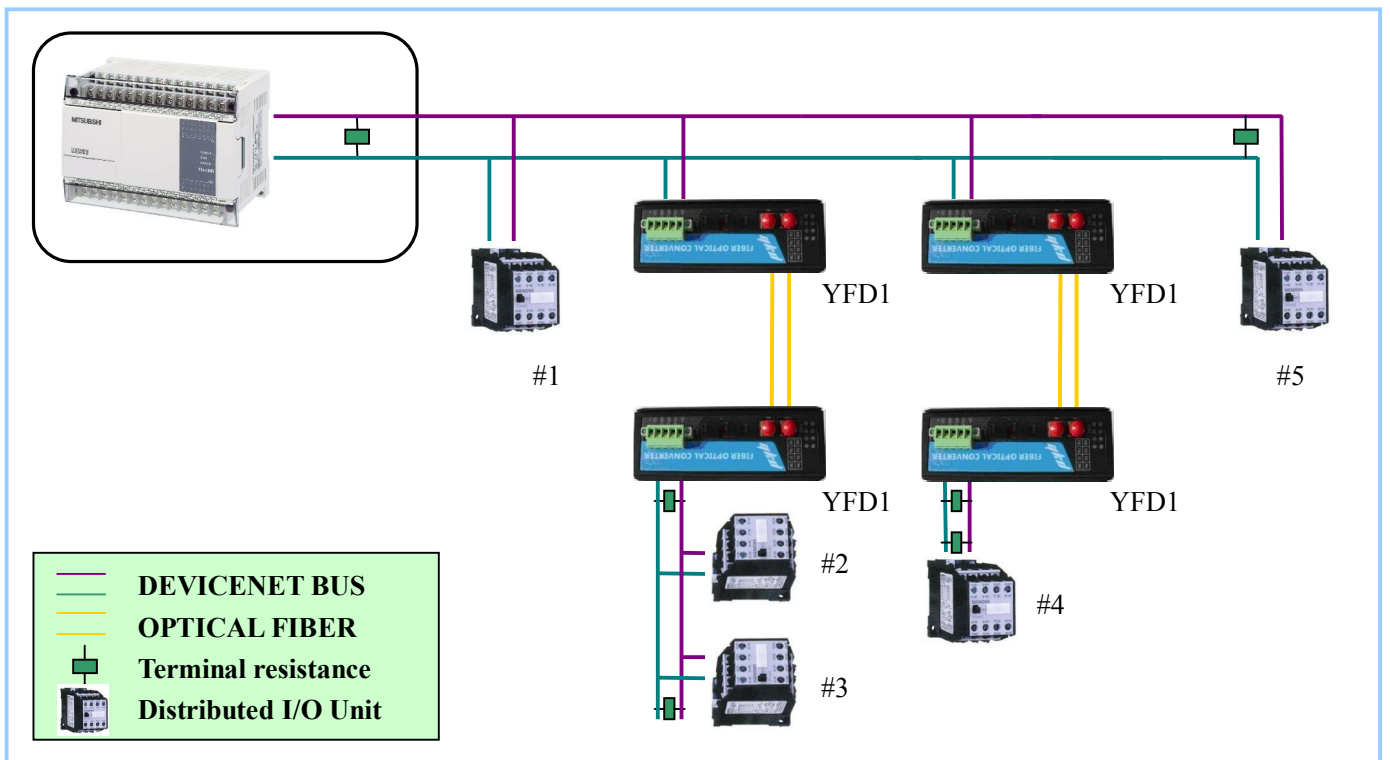 MITSUBISHI
YFD1
YFD1
#1
#5
FIBER OPTICAL CONVERTER
FIBER OPTICAL CONVERTER
FIBER OPTICAL CONVERTER
FIBER OPTICAL CONVERTER
YFD1
YFD1
#2
#4
#3
DEVICENET BUS
OPTICAL FIBER
Terminal resistance
Distributed I/O Unit